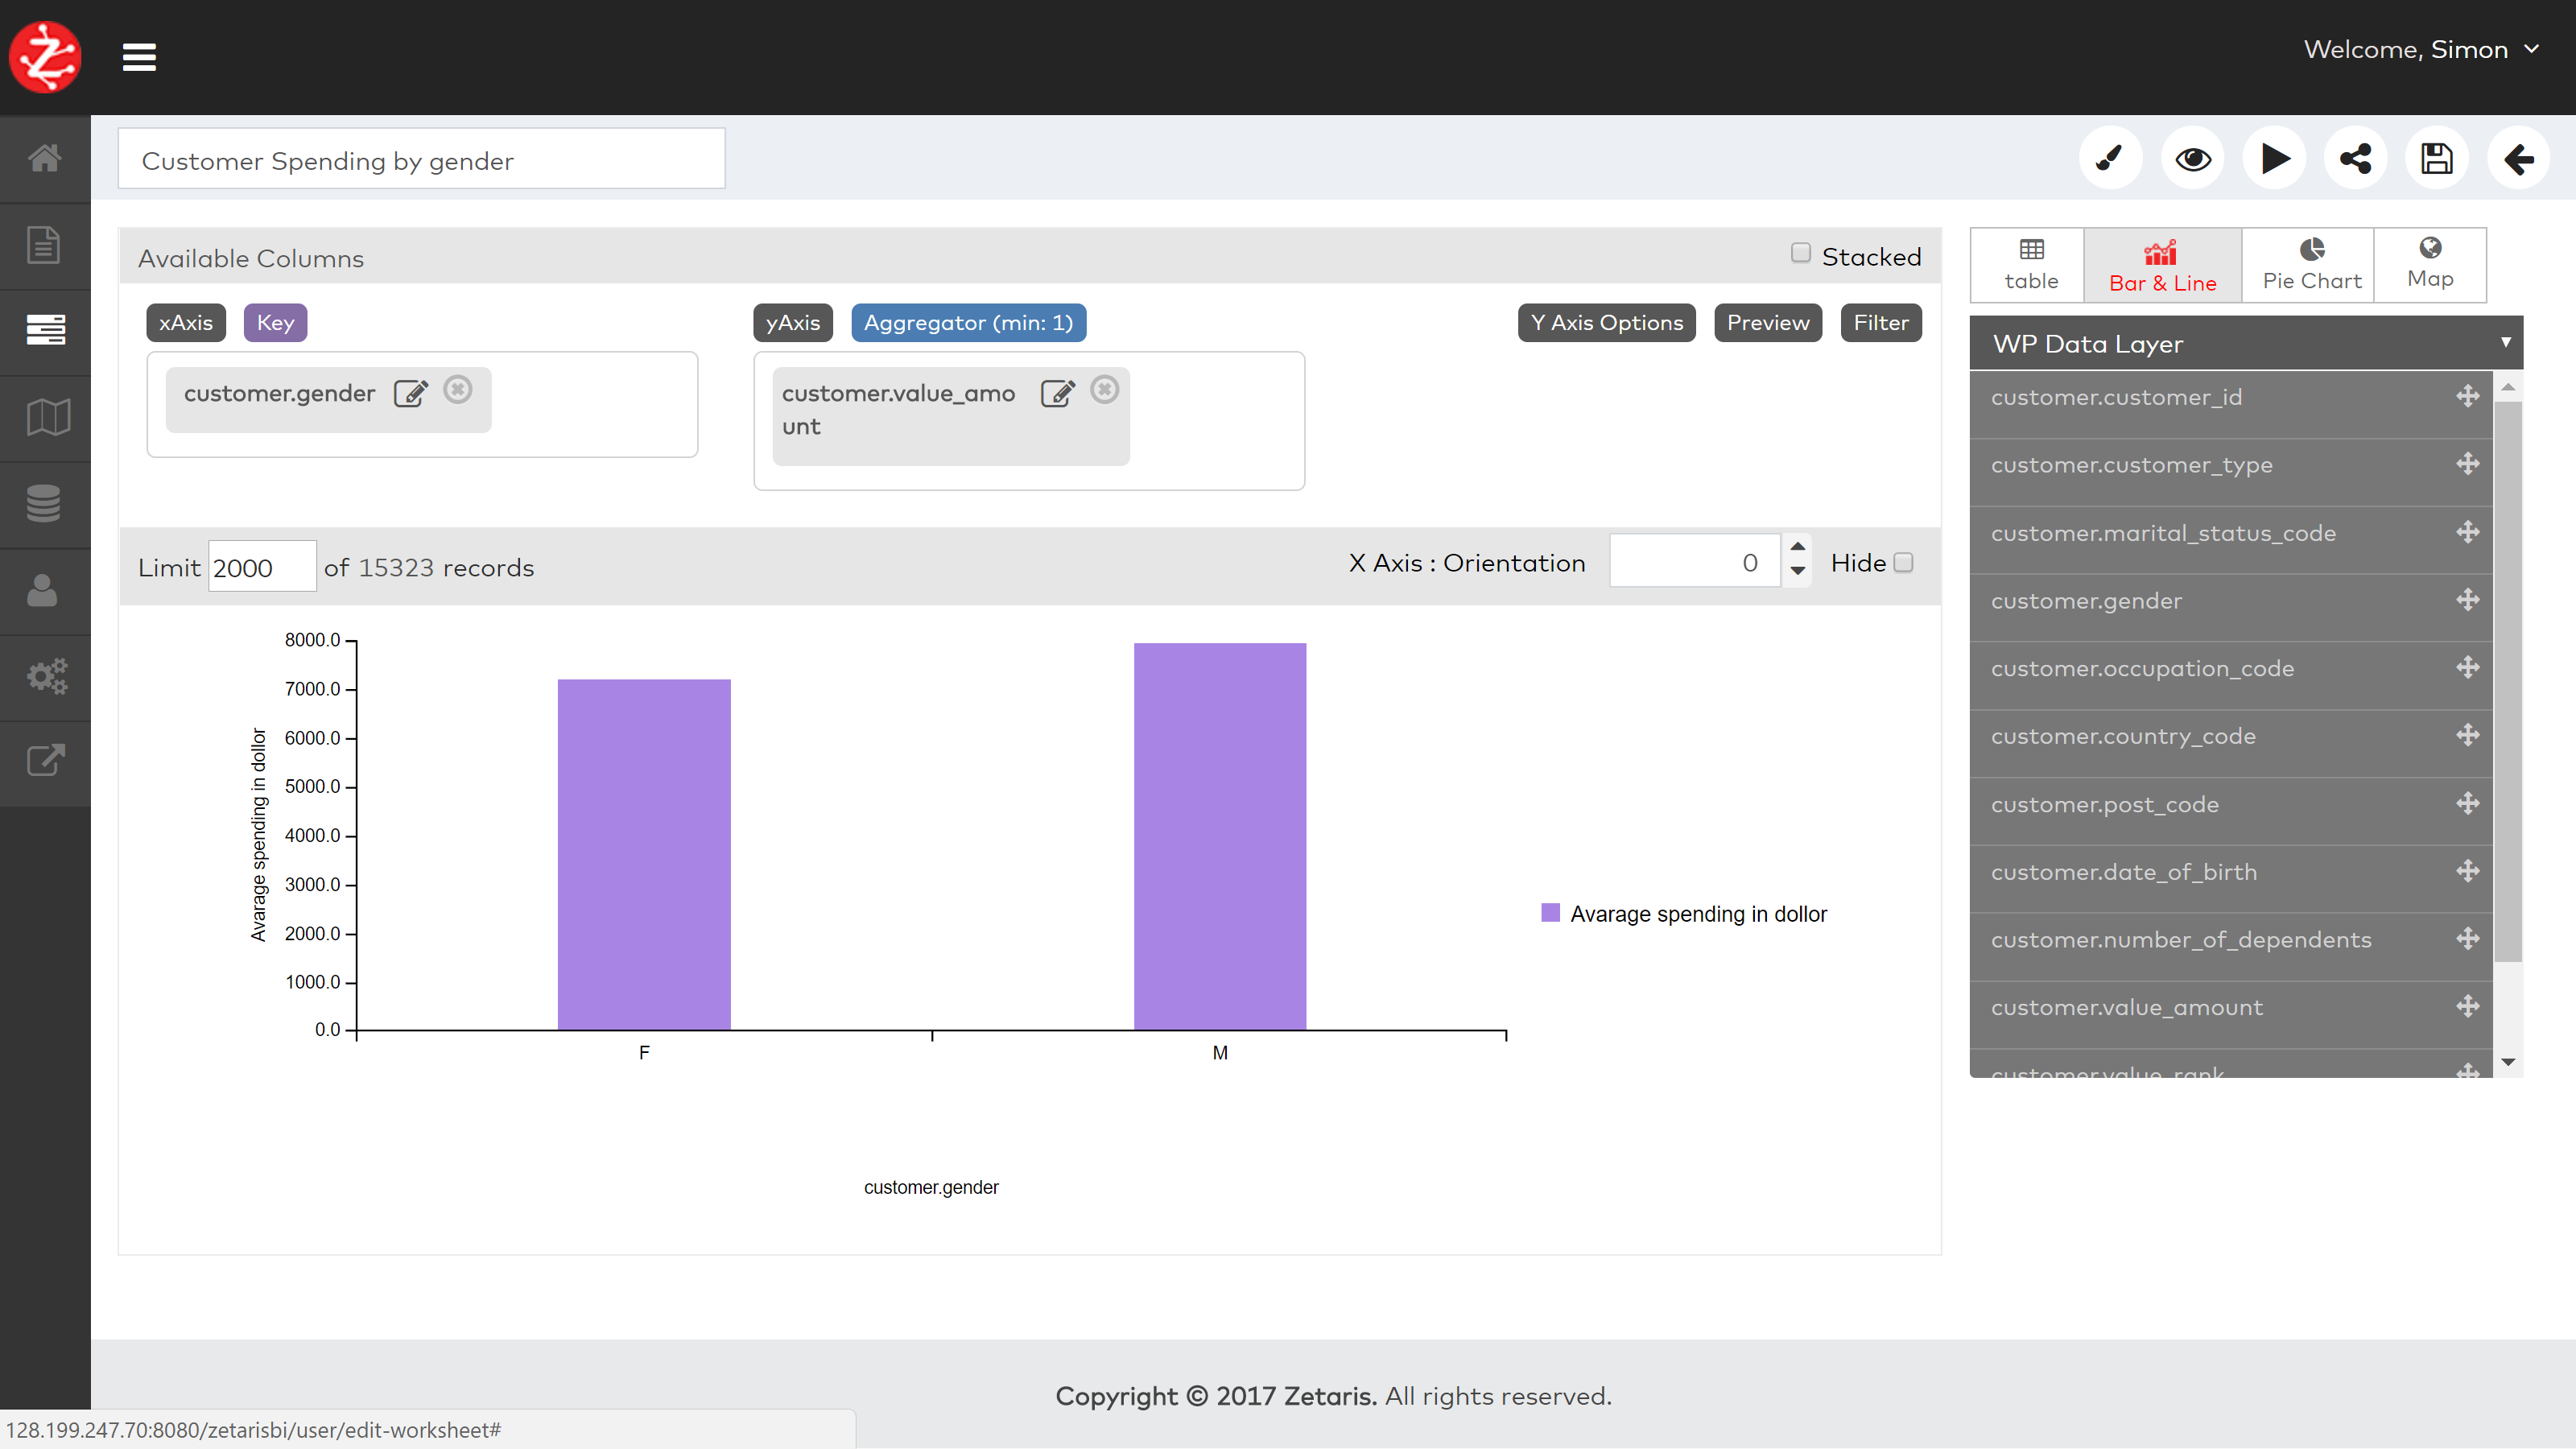 Welcome, Simon
Customer Spending by gender
Available Columns
Stacked
xAxis Key
yAxis Aggregator (min: 1)
Y Axis Options Preview Filter
customer.gender
customer.value_amo
unt
Limit 2000 of 15323 records
X Axis : Orientation 0 Hide
8000.0
7000.0
6000.0
5000.0
4000.0
3000.0
2000.0
1000.0
0.0
Avarage spending in dollor
F
M
customer.gender
Avarage spending in dollor
table
Bar & Line
Pie Chart
Map
WP Data Layer
customer.customer_id
customer.customer_type
customer.marital_status_code
customer.gender
customer.occupation_code
customer.country_code
customer.post_code
customer.date_of_birth
customer.number_of_dependents
customer.value_amount
customer.value_rank
Copyright © 2017 Zetaris. All rights reserved.
128.199.247.70:8080/zetarisbi/user/edit-worksheet#